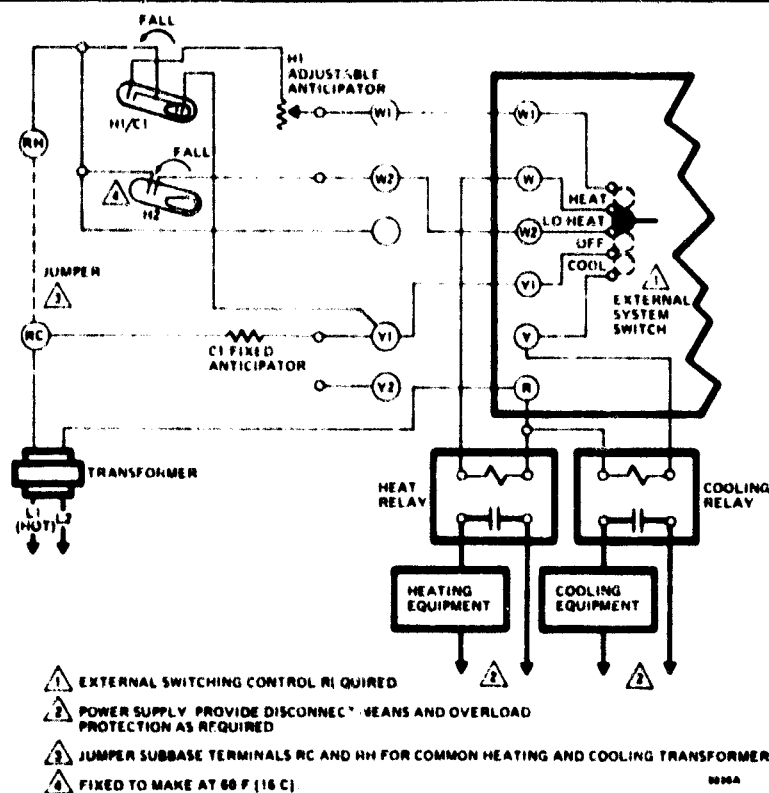 FALL
H1
ADJUSTABLE
ANTICIPATOR
H1/C1
W1
W1
RH
FALL
W2
W
HEAT
4
H2
LO HEAT
W2
OFF
COOL
JUMPER
3
Y1
1
EXTERNAL
SYSTEM
SWITCH
RC
C1 FIXED
ANTICIPATOR
Y1
Y
Y2
R
TRANSFORMER
L1
(HOT)
L2
HEAT
RELAY
COOLING
RELAY
HEATING
EQUIPMENT
COOLING
EQUIPMENT
2
2
1 EXTERNAL SWITCHING CONTROL REQUIRED
2 POWER SUPPLY. PROVIDE DISCONNECT MEANS AND OVERLOAD
PROTECTION AS REQUIRED
3 JUMPER SUBBASE TERMINALS RC AND RH FOR COMMON HEATING AND COOLING TRANSFORMER
4 FIXED TO MAKE AT 60 F [16 C]